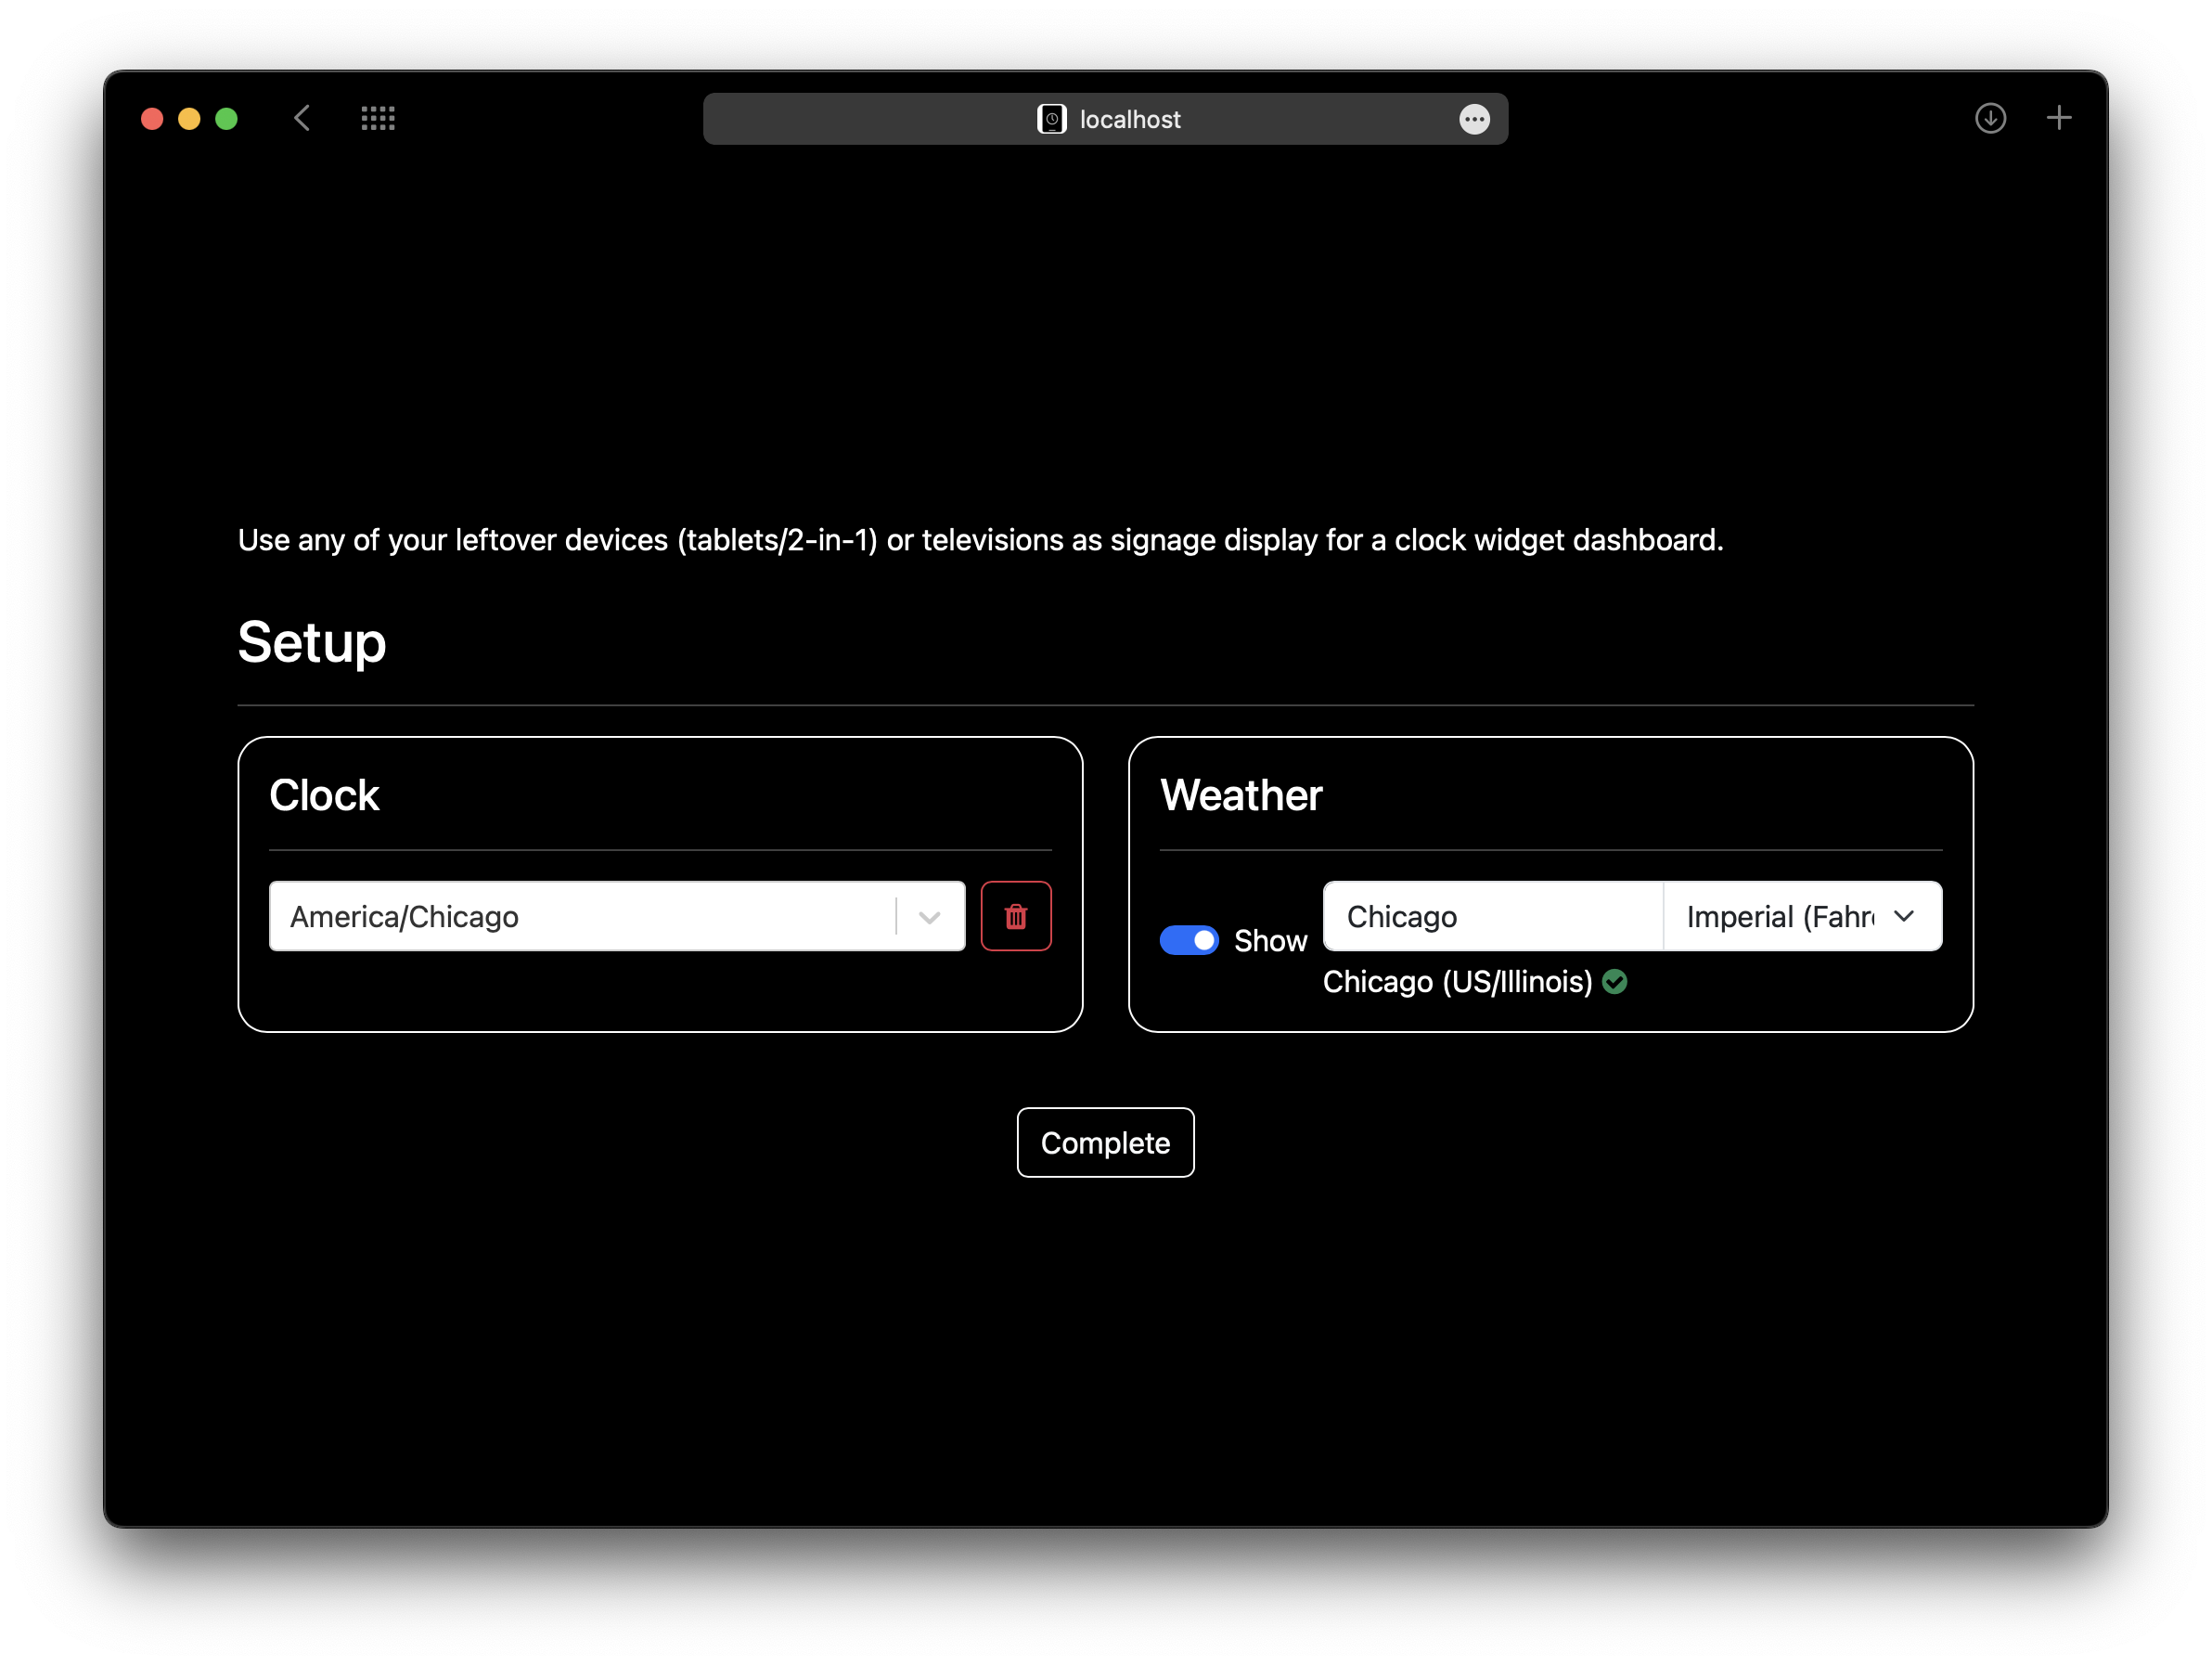 localhost
Use any of your leftover devices (tablets/2-in-1) or televisions as signage display for a clock widget dashboard.
Setup
Clock
America/Chicago
Weather
Show
Chicago
Imperial (Fahr
Chicago (US/Illinois)
Complete